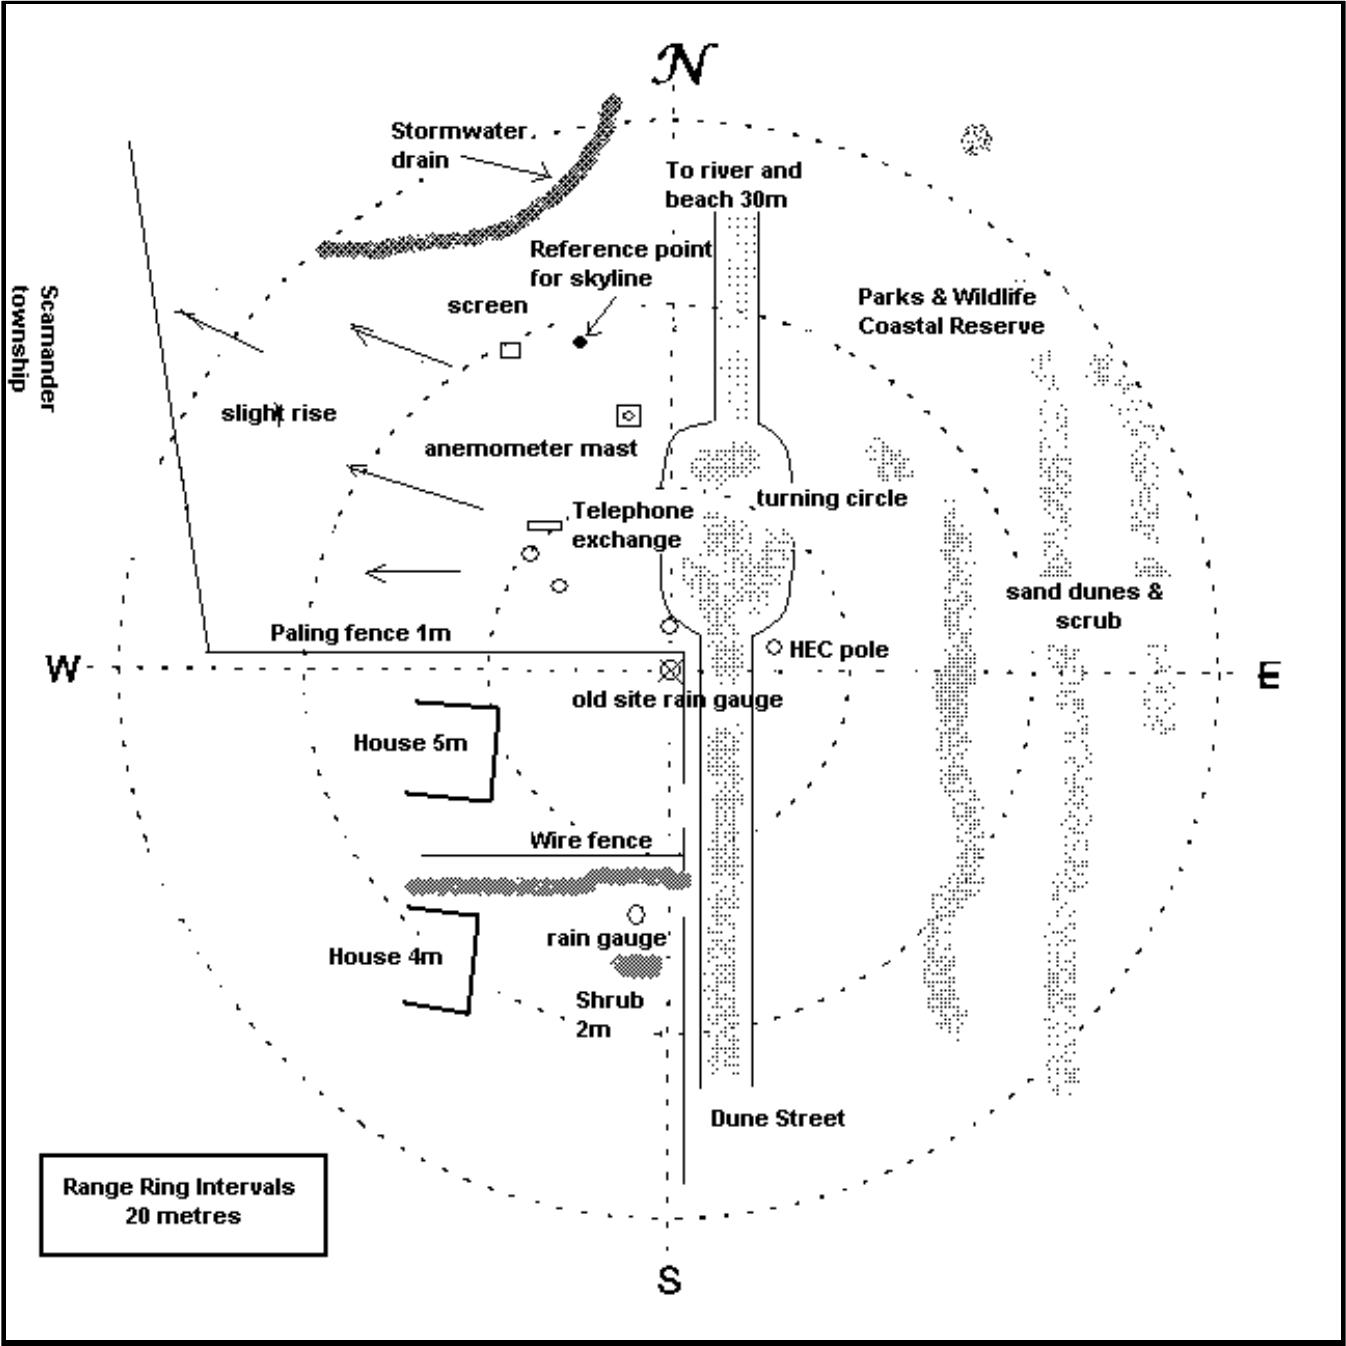 N
Stormwater
drain
To river and
beach 30m
Reference point
for skyline
screen
Parks & Wildlife
Coastal Reserve
Scamander
township
slight rise
anemometer mast
turning circle
Telephone
exchange
sand dunes &
scrub
Paling fence 1m
HEC pole
W
E
old site rain gauge
House 5m
Wire fence
rain gauge
House 4m
Shrub
2m
Dune Street
Range Ring Intervals
20 metres
S